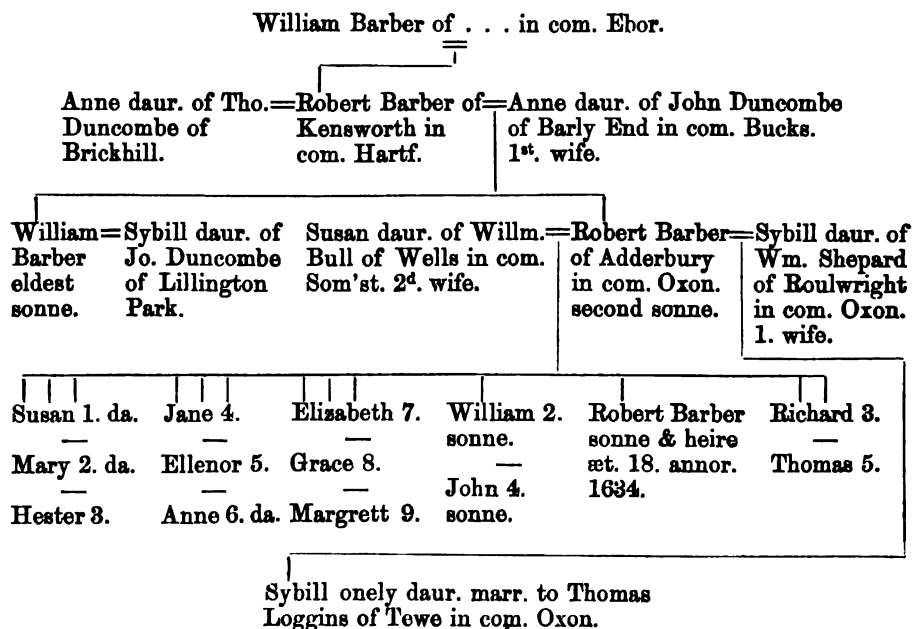 William Barber of . . . in com. Ebor.
Anne daur. of Tho.=Robert Barber of=Anne daur. of John Duncombe
Duncombe of Kensworth in of Barly End in com. Bucks.
Brickhill. com. Hartf. 1st. wife.
William=Sybill daur. of Susan daur. of Willm.=Robert Barber=Sybill daur. of
Barber Jo. Duncombe Bull of Wells in com. of Adderbury Wm. Shepard
eldest of Lillington Som'st. 2d. wife. in com. Oxon. of Roulwright
sonne. Park. second sonne. in com. Oxon.
1. wife.
Susan 1. da. Jane 4. Elizabeth 7. William 2. Robert Barber Richard 3.
— — — sonne. sonne & heire —
Mary 2. da. Ellenor 5. Grace 8. — æt. 18. annor. Thomas 5.
— — — John 4. 1634.
Hester 3. Anne 6. da. Margrett 9. sonne.
Sybill onely daur. marr. to Thomas
Loggins of Tewe in com. Oxon.